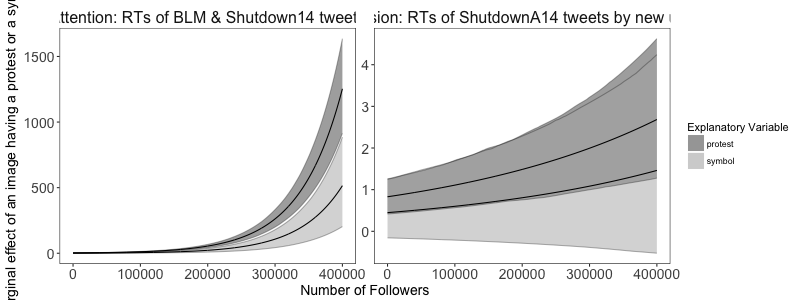 ttention: RTs of BLM & Shutdown14 tweet
sion: RTs of ShutdownA14 tweets by new
rginal effect of an image having a protest or a sy
1500
1000
500
0
4
3
2
1
0
0 100000 200000 300000 400000
0 100000 200000 300000 400000
Number of Followers
Explanatory Variable
protest
symbol